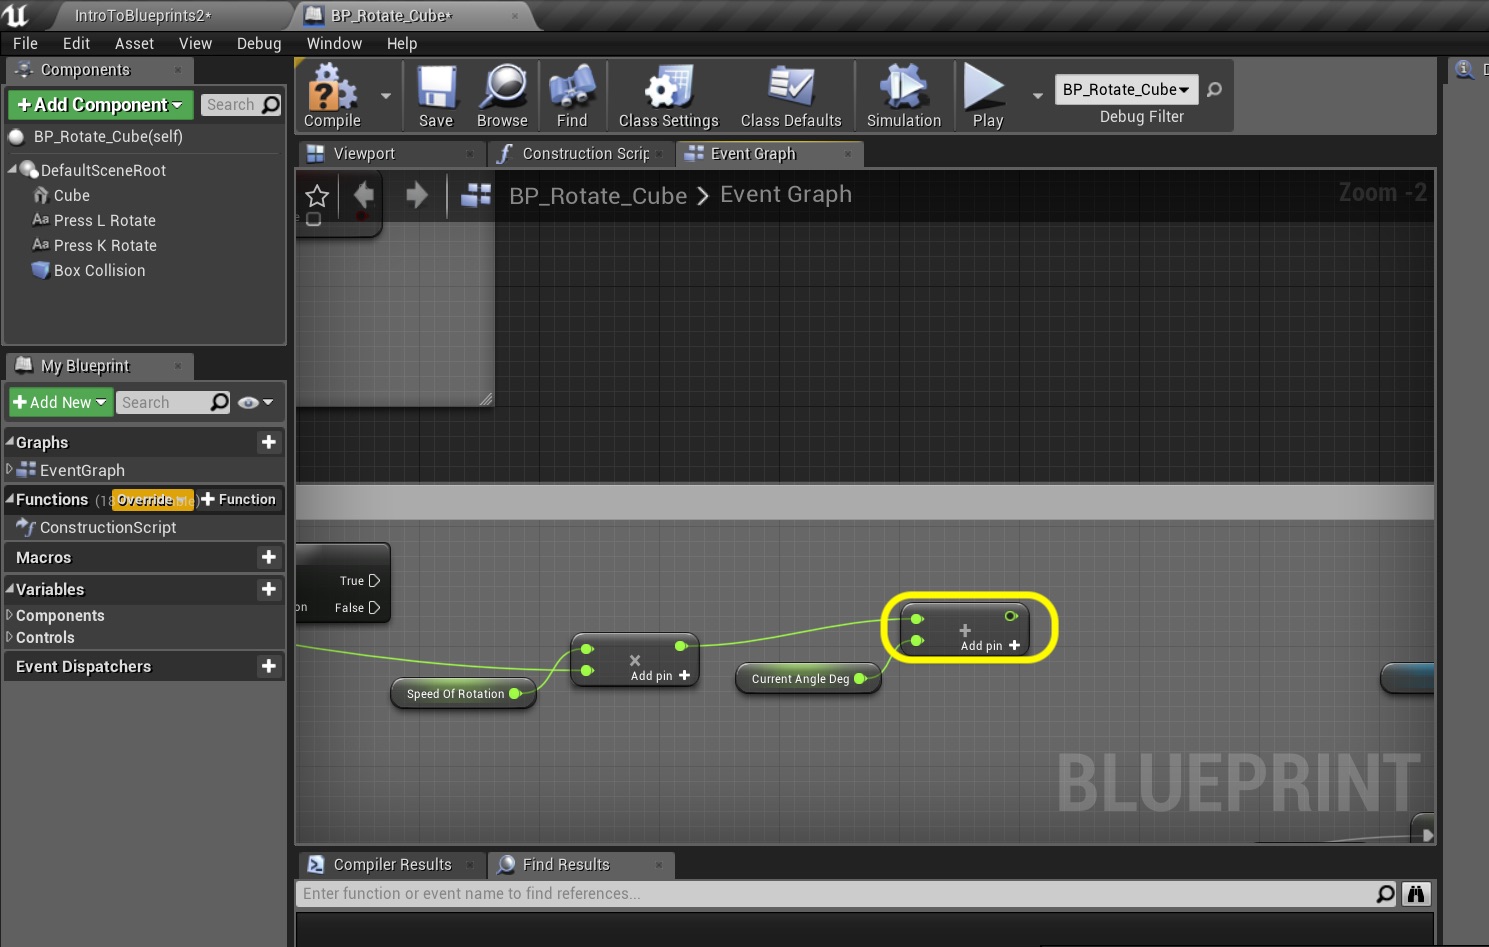 IntroToBlueprints2*
BP_Rotate_Cube*
File Edit Asset View Debug Window Help
Components
+Add Component
Search
BP_Rotate_Cube(self)
DefaultSceneRoot
Cube
Aa Press L Rotate
Aa Press K Rotate
Box Collision
My Blueprint
+Add New
Search
Graphs
EventGraph
Functions (18 Override +Function
ConstructionScript
Macros
Variables
Components
Controls
Event Dispatchers
Compile
Save
Browse
Find
Class Settings
Class Defaults
Simulation
Play
BP_Rotate_Cube
Debug Filter
Viewport
Construction Scrip
Event Graph
BP_Rotate_Cube > Event Graph
Zoom -2
True
on False
Speed Of Rotation
×
Add pin +
Current Angle Deg
+
Add pin +
BLUEPRINT
Compiler Results
Find Results
Enter function or event name to find references...